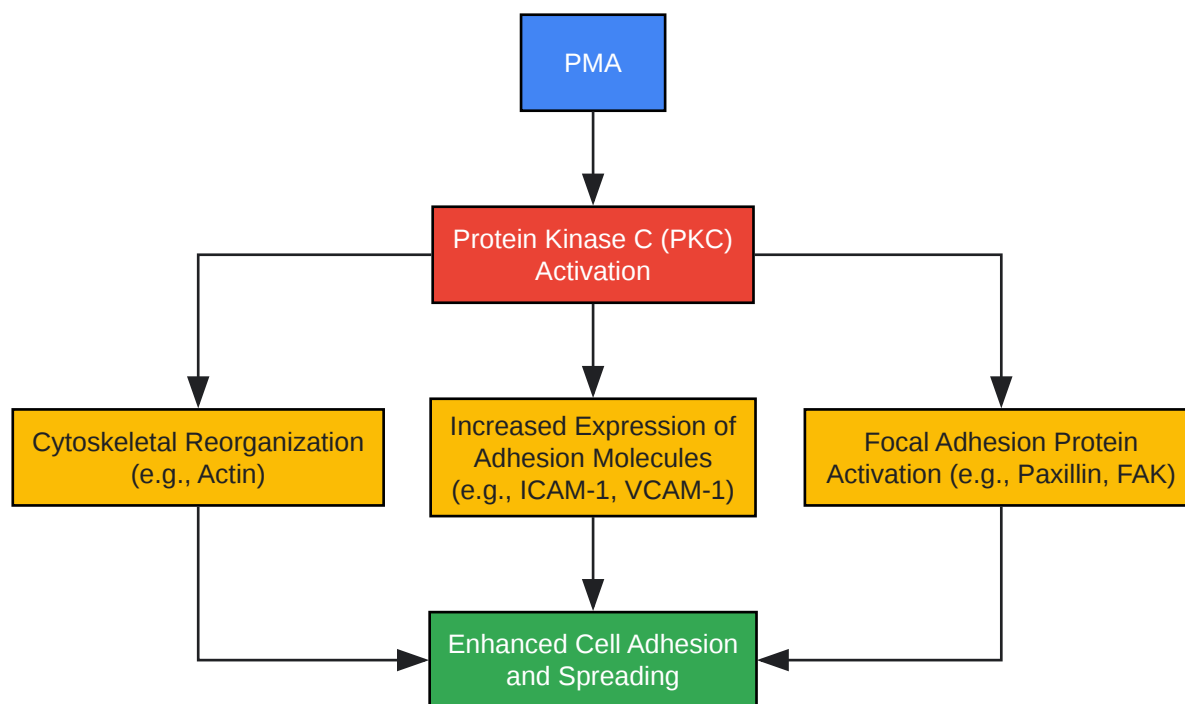 PMA
Protein Kinase C (PKC)
Activation
Cytoskeletal Reorganization
(e.g., Actin)
Increased Expression of
Adhesion Molecules
(e.g., ICAM-1, VCAM-1)
Focal Adhesion Protein
Activation (e.g., Paxillin, FAK)
Enhanced Cell Adhesion
and Spreading